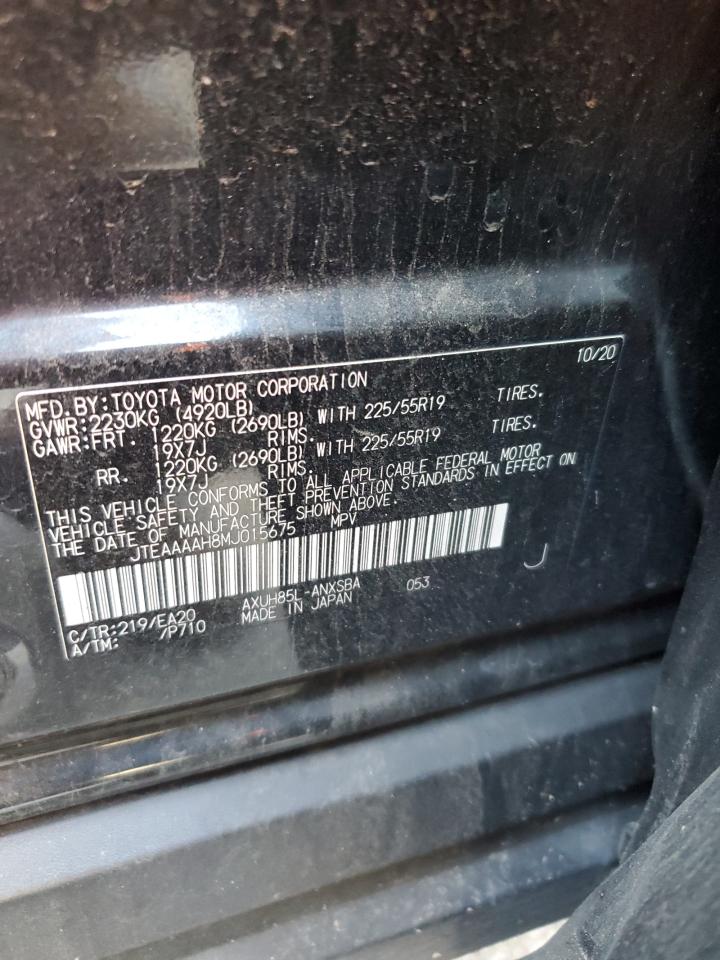 10/20
MFD.BY:TOYOTA MOTOR CORPORATION
GVWR:2230KG (4920LB)
GAWR:FRT. 1220KG (2690LB) WITH 225/55R19 TIRES.
19X7J RIMS.
RR. 1220KG (2690LB) WITH 225/55R19 TIRES.
19X7J RIMS.
THIS VEHICLE CONFORMS TO ALL APPLICABLE FEDERAL MOTOR
VEHICLE SAFETY AND THEFT PREVENTION STANDARDS IN EFFECT ON
THE DATE OF MANUFACTURE SHOWN ABOVE.
JTEAAAAH8MJ015675 MPV
J
C/TR:219/EA20 AXUH85L-ANXSBA 053
A/TM: /P710 MADE IN JAPAN